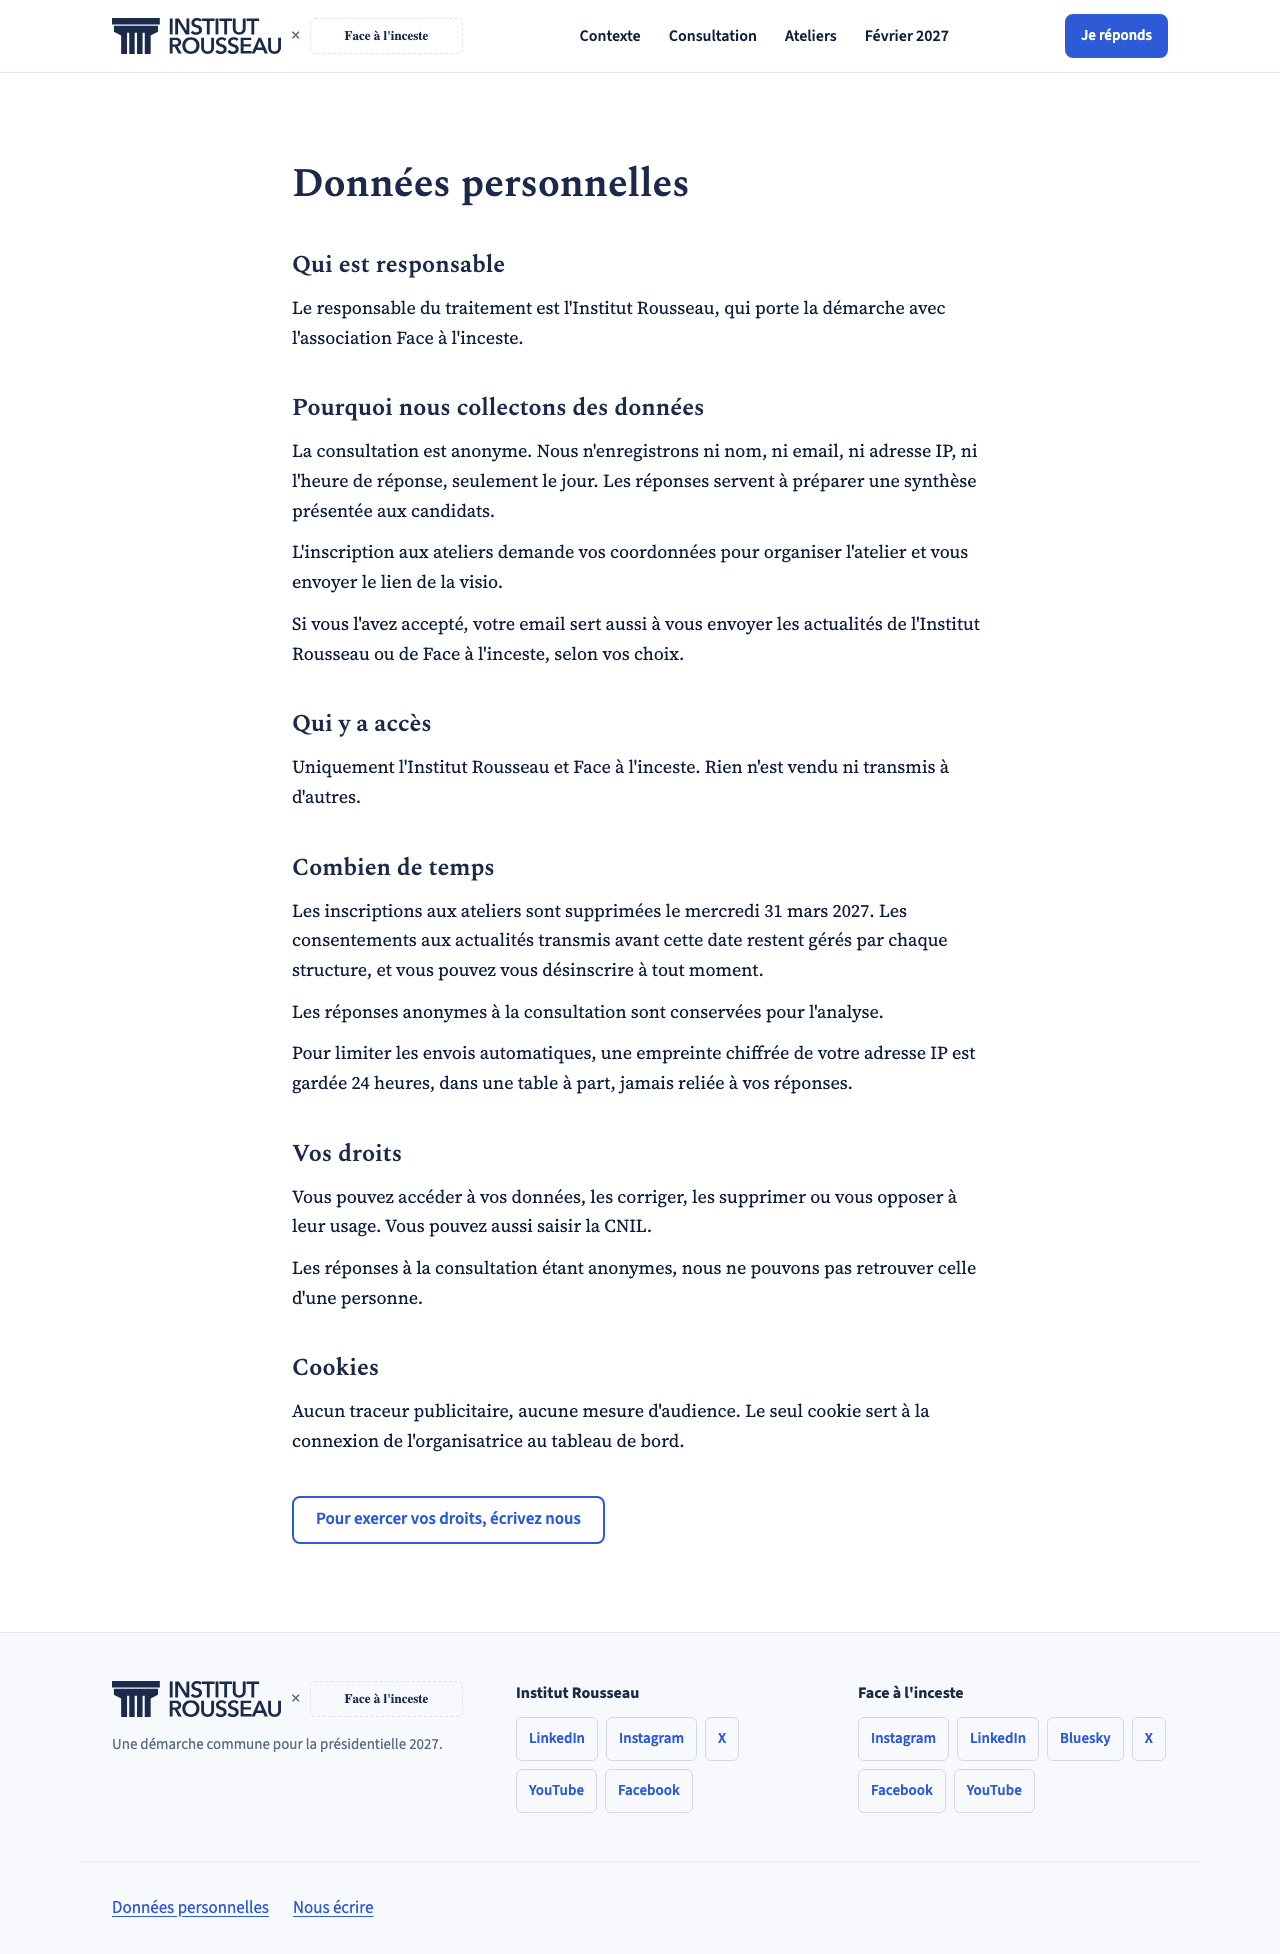 INSTITUT
ROUSSEAU
×
Face à l'inceste
Contexte
Consultation
Ateliers
Février 2027
Je réponds
Données personnelles
Qui est responsable
Le responsable du traitement est l'Institut Rousseau, qui porte la démarche avec
l'association Face à l'inceste.
Pourquoi nous collectons des données
La consultation est anonyme. Nous n'enregistrons ni nom, ni email, ni adresse IP, ni
l'heure de réponse, seulement le jour. Les réponses servent à préparer une synthèse
présentée aux candidats.
L'inscription aux ateliers demande vos coordonnées pour organiser l'atelier et vous
envoyer le lien de la visio.
Si vous l'avez accepté, votre email sert aussi à vous envoyer les actualités de l'Institut
Rousseau ou de Face à l'inceste, selon vos choix.
Qui y a accès
Uniquement l'Institut Rousseau et Face à l'inceste. Rien n'est vendu ni transmis à
d'autres.
Combien de temps
Les inscriptions aux ateliers sont supprimées le mercredi 31 mars 2027. Les
consentements aux actualités transmis avant cette date restent gérés par chaque
structure, et vous pouvez vous désinscrire à tout moment.
Les réponses anonymes à la consultation sont conservées pour l'analyse.
Pour limiter les envois automatiques, une empreinte chiffrée de votre adresse IP est
gardée 24 heures, dans une table à part, jamais reliée à vos réponses.
Vos droits
Vous pouvez accéder à vos données, les corriger, les supprimer ou vous opposer à
leur usage. Vous pouvez aussi saisir la CNIL.
Les réponses à la consultation étant anonymes, nous ne pouvons pas retrouver celle
d'une personne.
Cookies
Aucun traceur publicitaire, aucune mesure d'audience. Le seul cookie sert à la
connexion de l'organisatrice au tableau de bord.
Pour exercer vos droits, écrivez nous
INSTITUT
ROUSSEAU
×
Face à l'inceste
Une démarche commune pour la présidentielle 2027.
Institut Rousseau
LinkedIn
Instagram
X
YouTube
Facebook
Face à l'inceste
Instagram
LinkedIn
Bluesky
X
Facebook
YouTube
Données personnelles
Nous écrire